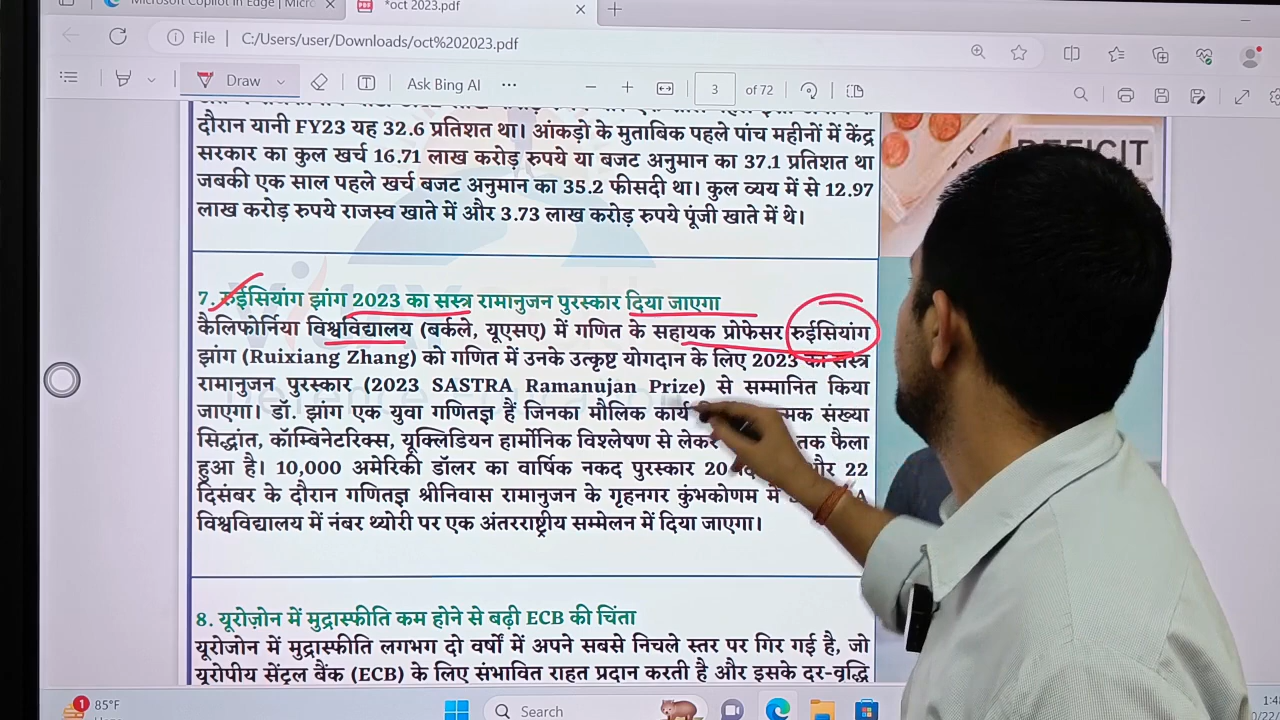 Microsoft Copilot in Edge | Micro
*oct 2023.pdf
File | C:/Users/user/Downloads/oct%202023.pdf
Draw
Ask Bing AI
3 of 72
दौरान यानी FY23 यह 32.6 प्रतिशत था। आंकड़ो के मुताबिक पहले पांच महीनों में केंद्र
सरकार का कुल खर्च 16.71 लाख करोड़ रुपये या बजट अनुमान का 37.1 प्रतिशत था
जबकी एक साल पहले खर्च बजट अनुमान का 35.2 फीसदी था। कुल व्यय में से 12.97
लाख करोड़ रुपये राजस्व खाते में और 3.73 लाख करोड़ रुपये पूंजी खाते में थे।
DEFICIT
7. रुईसियांग झांग 2023 का सस्त्र रामानुजन पुरस्कार दिया जाएगा
कैलिफोर्निया विश्वविद्यालय (बर्कले, यूएसए) में गणित के सहायक प्रोफेसर रुईसियांग
झांग (Ruixiang Zhang) को गणित में उनके उत्कृष्ट योगदान के लिए 2023 का सस्त्र
रामानुजन पुरस्कार (2023 SASTRA Ramanujan Prize) से सम्मानित किया
जाएगा। डॉ. झांग एक युवा गणितज्ञ हैं जिनका मौलिक कार्य संख्या
सिद्धांत, कॉम्बिनेटरिक्स, यूक्लिडियन हार्मोनिक विश्लेषण से लेकर तक फैला
हुआ है। 10,000 अमेरिकी डॉलर का वार्षिक नकद पुरस्कार 20 और 22
दिसंबर के दौरान गणितज्ञ श्रीनिवास रामानुजन के गृहनगर कुंभकोणम में
विश्वविद्यालय में नंबर थ्योरी पर एक अंतरराष्ट्रीय सम्मेलन में दिया जाएगा।
8. यूरोज़ोन में मुद्रास्फीति कम होने से बढ़ी ECB की चिंता
यूरोजोन में मुद्रास्फीति लगभग दो वर्षों में अपने सबसे निचले स्तर पर गिर गई है, जो
यूरोपीय सेंट्रल बैंक (ECB) के लिए संभावित राहत प्रदान करती है और इसके दर-वृद्धि
1
85°F
Search